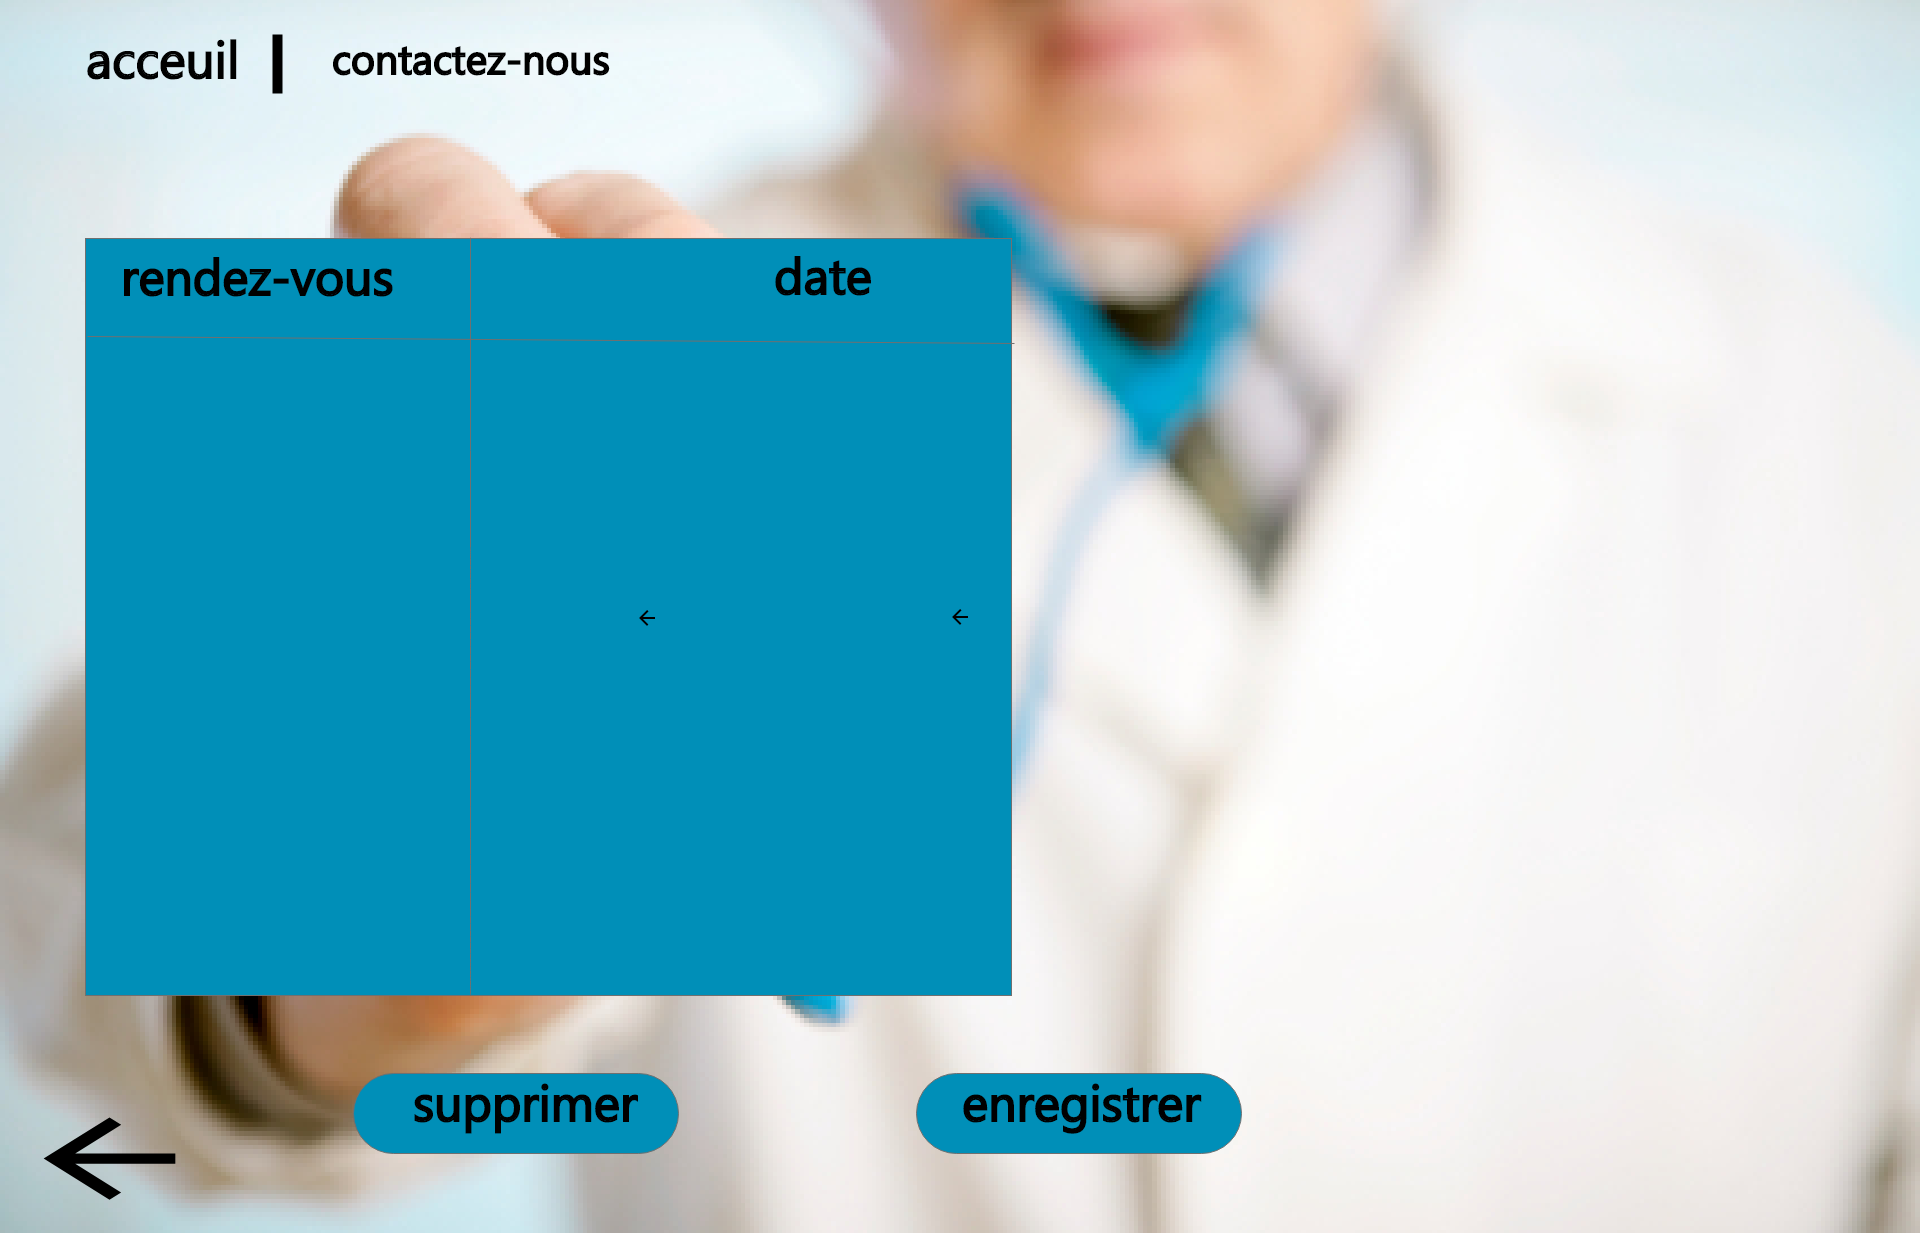 acceuil | contactez-nous
rendez-vous date
supprimer enregistrer